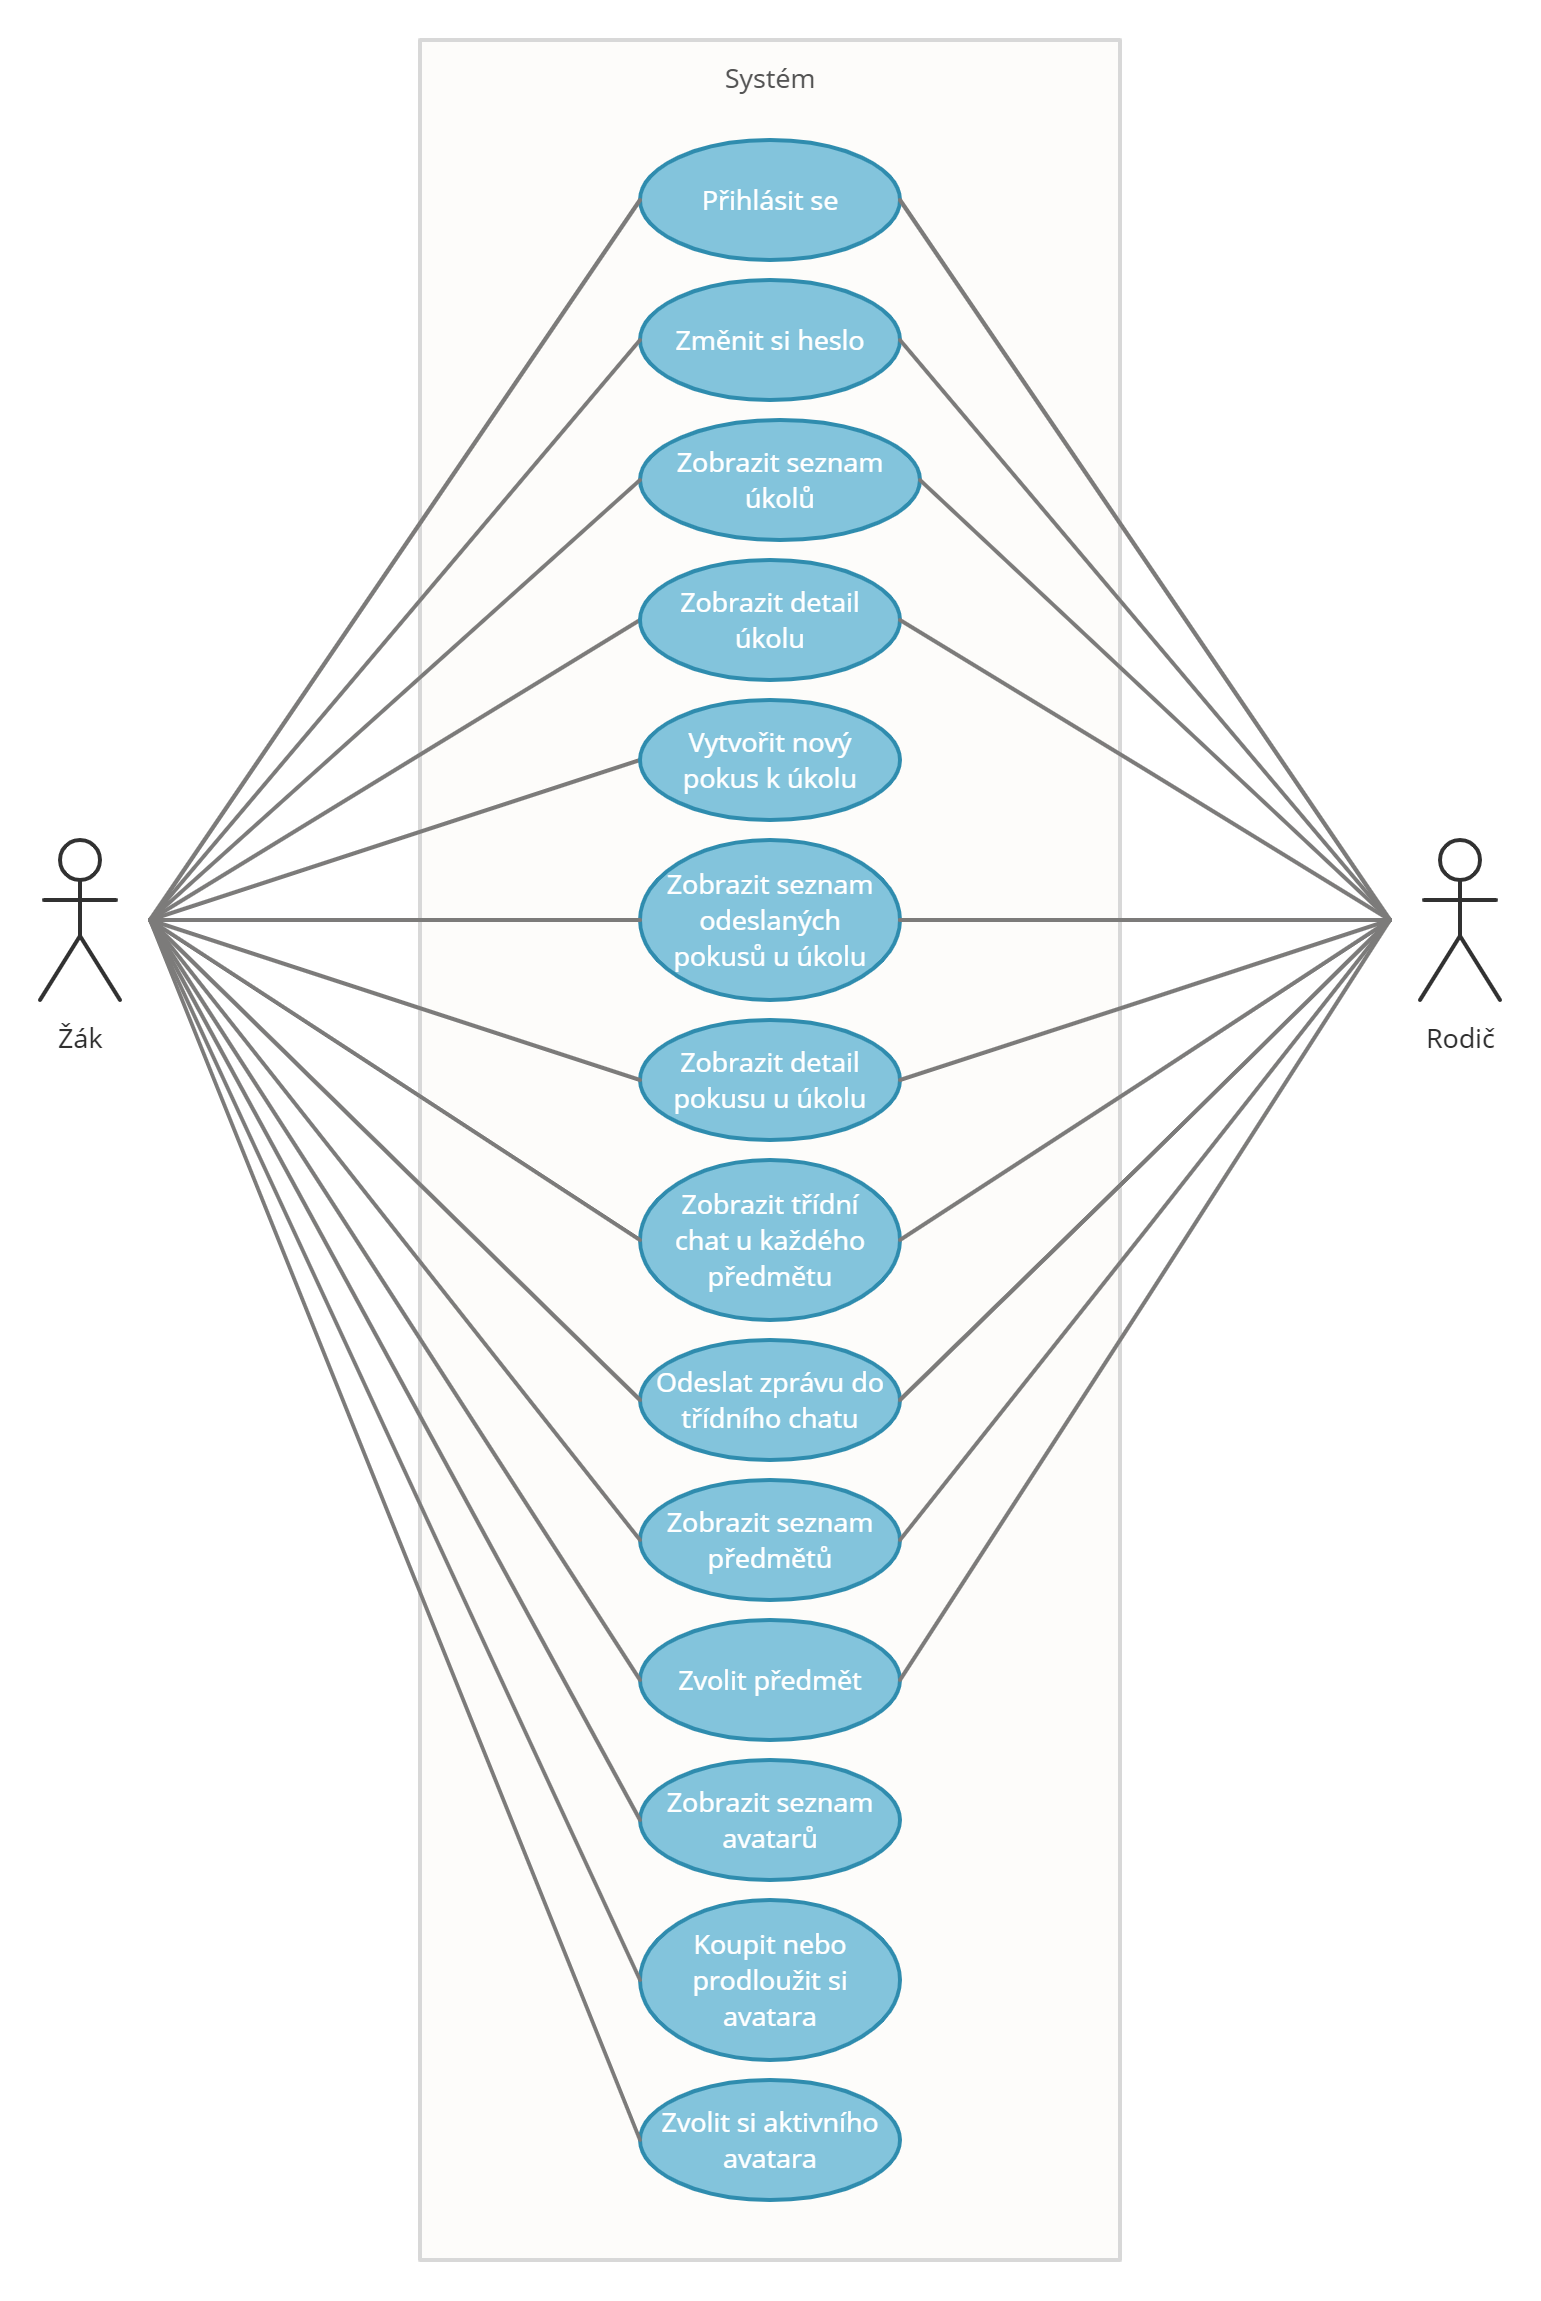 Systém
Přihlásit se
Změnit si heslo
Zobrazit seznam
úkolů
Zobrazit detail
úkolu
Vytvořit nový
pokus k úkolu
Zobrazit seznam
odeslaných
pokusů u úkolu
Žák
Rodič
Zobrazit detail
pokusu u úkolu
Zobrazit třídní
chat u každého
předmětu
Odeslat zprávu do
třídního chatu
Zobrazit seznam
předmětů
Zvolit předmět
Zobrazit seznam
avatarů
Koupit nebo
prodloužit si
avatara
Zvolit si aktivního
avatara